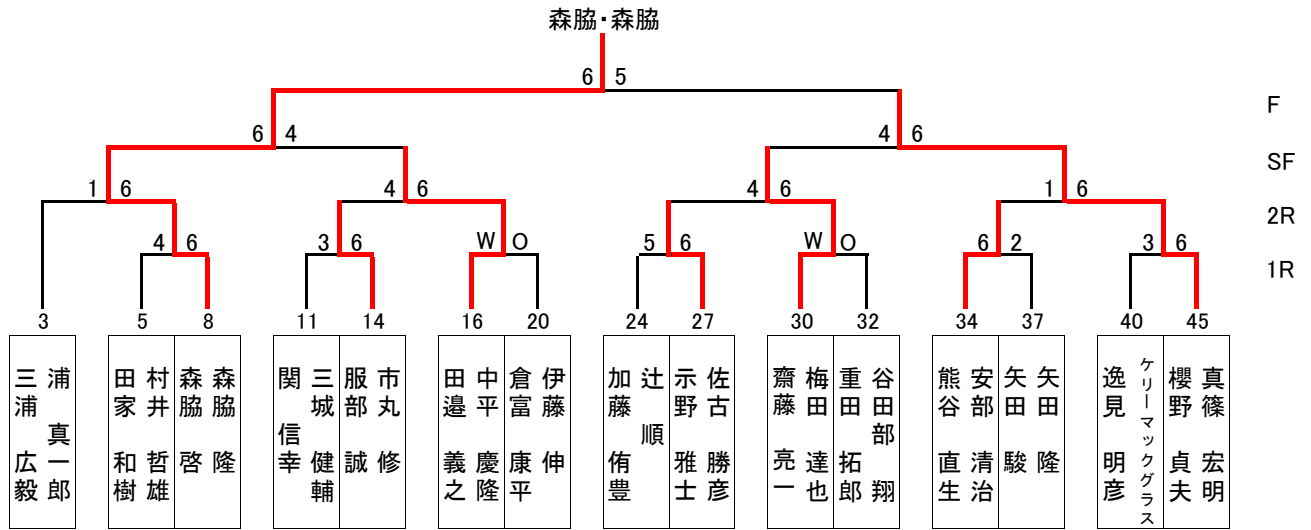 森脇・森脇
6 5
F
6 4
4 6
SF
1 6
4 6
4 6
1 6
2R
4 6
3 6
W O
5 6
W O
6 2
3 6
1R
3
5
8
11
14
16
20
24
27
30
32
34
37
40
45
三浦 広毅
浦 真一郎
田家 和樹
村井 哲雄
森脇 啓
森脇 隆
関 信幸
三城 健輔
服部 誠
市丸 修
田邉 義之
中平 慶隆
倉富 康平
伊藤 伸
加藤 侑豊
辻 順
示野 雅士
佐古 勝彦
齋藤 亮一
梅田 達也
重田 拓郎
谷田部 翔
熊谷 直生
安部 清治
矢田 駿
矢田 隆
逸見 明彦
ケリーマックグラス
櫻野 貞夫
真篠 宏明